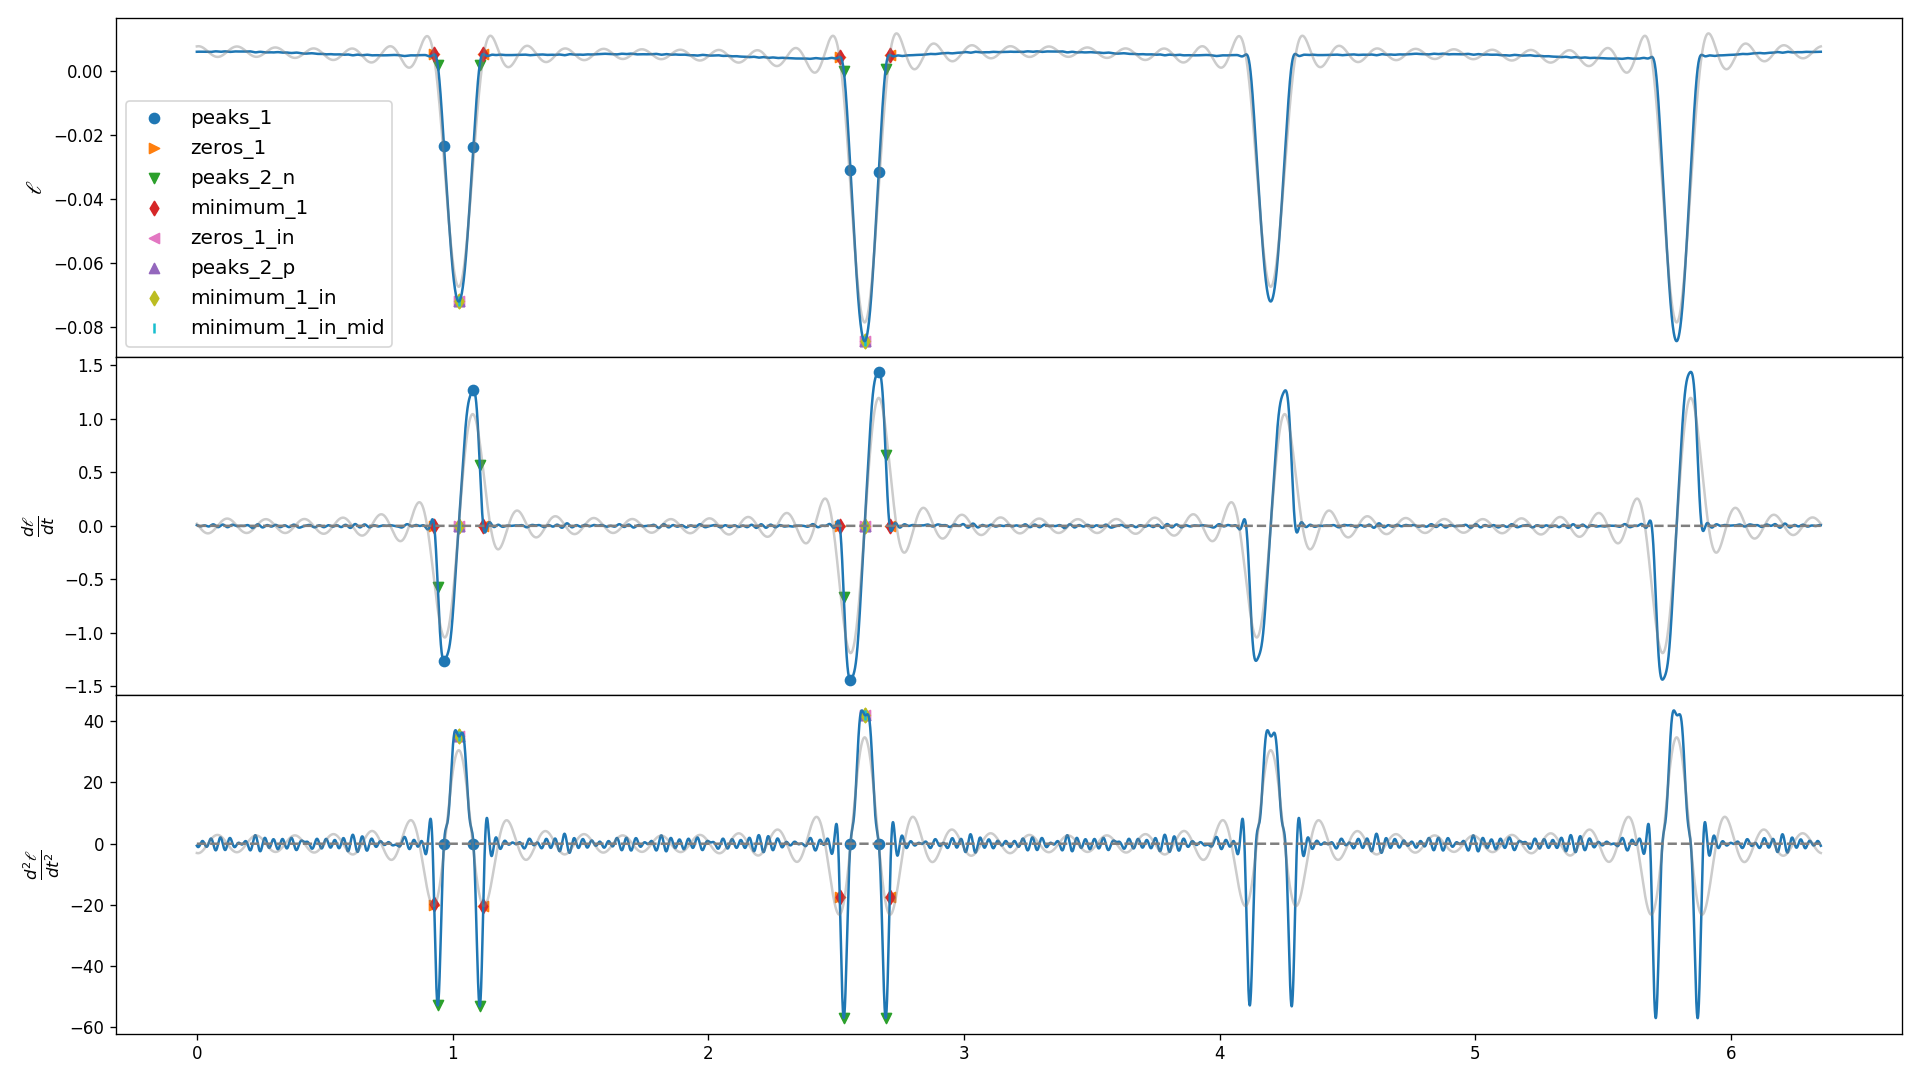 0.00
−0.02
−0.04
−0.06
−0.08
ℓ
peaks_1
zeros_1
peaks_2_n
minimum_1
zeros_1_in
peaks_2_p
minimum_1_in
minimum_1_in_mid
1.5
1.0
0.5
0.0
−0.5
−1.0
−1.5
dℓ
dt
40
20
0
−20
−40
−60
d²ℓ
dt²
0 1 2 3 4 5 6